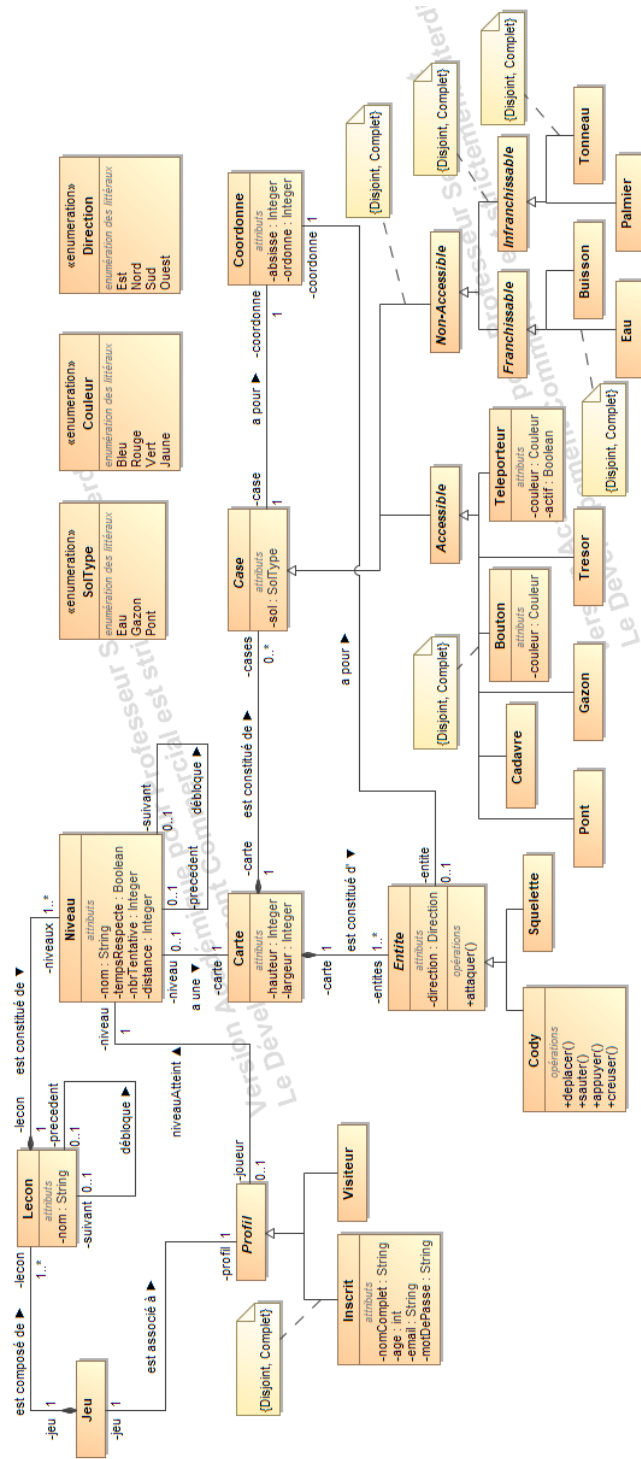 «enumeration»
SolType
enumération des littéraux
Eau
Gazon
Pont
«enumeration»
Couleur
enumération des littéraux
Bleu
Rouge
Vert
Jaune
«enumeration»
Direction
enumération des littéraux
Est
Nord
Sud
Ouest
est composé de ▶
-jeu 1
-lecon
1..*
Jeu
-jeu 1
est associé à ▶
-profil 1
Lecon
attributs
-nom : String
-suivant 0..1
-precedent
0..1
débloque ▶
-lecon
1
est constitué de ▼
-niveaux 1..*
Niveau
attributs
-nom : String
-tempsRespecte : Boolean
-nbrTentative : Integer
-distance : Integer
-suivant
0..1
0..1
-precedent
débloque ▶
-niveau
1
niveauAtteint ▲
-joueur
0..1
-niveau 0..1
a une ▼
-carte 1
Profil
{Disjoint, Complet}
Inscrit
attributs
-nomComplet : String
-age : int
-email : String
-motDePasse : String
Visiteur
Carte
attributs
-hauteur : Integer
-largeur : Integer
-carte
1
est constitué de ▶
-cases
0..*
Case
attributs
-sol : SolType
-case
1
a pour ▶
-coordonne
1
Coordonne
attributs
-absisse : Integer
-ordonne : Integer
1
-coordonne
-carte 1
est constitué d' ▼
-entites 1..*
Entite
attributs
-direction : Direction
opérations
+attaquer()
-entite
0..1
a pour ▶
Cody
opérations
+deplacer()
+sauter()
+appuyer()
+creuser()
Squelette
Accessible
Non-Accessible
{Disjoint, Complet}
{Disjoint, Complet}
Pont
Cadavre
Gazon
Bouton
attributs
-couleur : Couleur
Tresor
Teleporteur
attributs
-couleur : Couleur
-actif : Boolean
Franchissable
Infranchissable
{Disjoint, Complet}
{Disjoint, Complet}
{Disjoint, Complet}
Eau
Buisson
Palmier
Tonneau